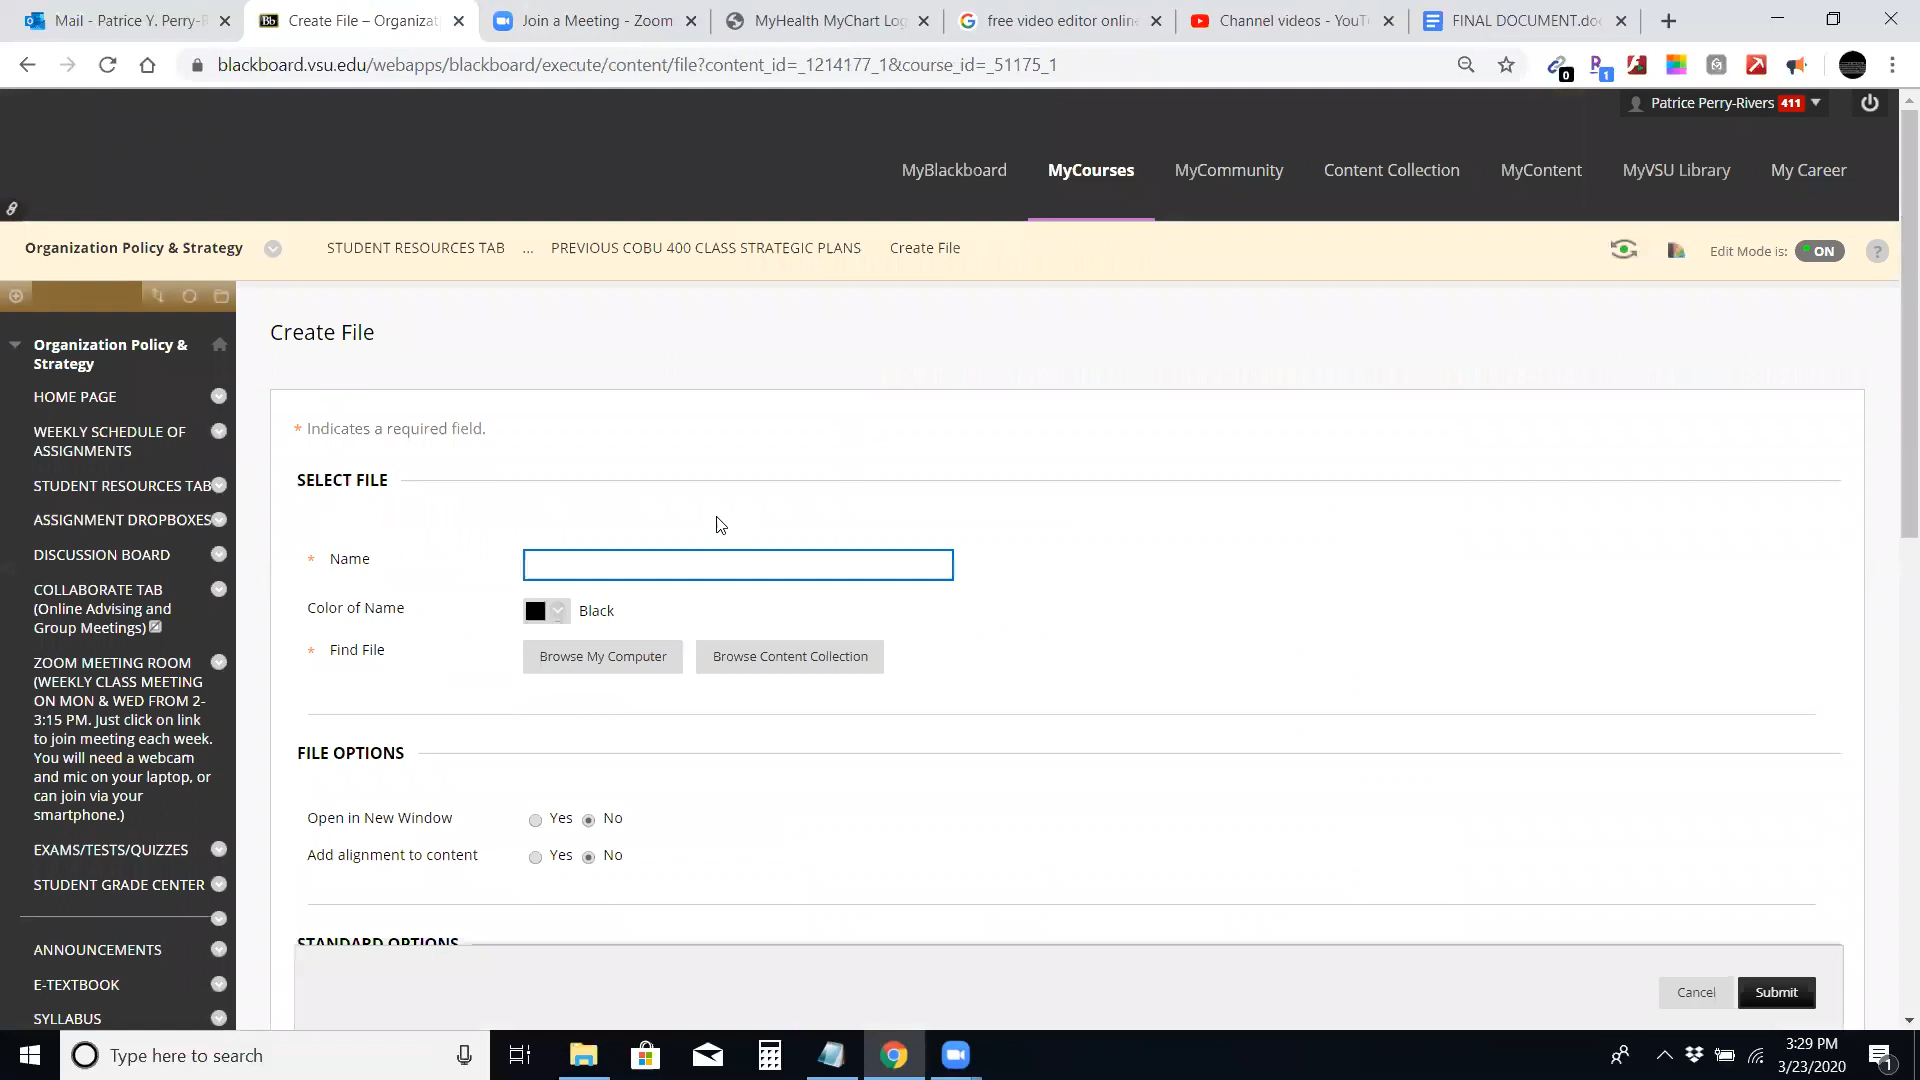 Mail - Patrice Y. Perry-R
Create File – Organizat
Join a Meeting - Zoom
MyHealth MyChart Log
free video editor online
Channel videos - YouT
FINAL DOCUMENT.do
blackboard.vsu.edu/webapps/blackboard/execute/content/file?content_id=_1214177_1&course_id=_51175_1
0
1
Patrice Perry-Rivers 411
MyBlackboard
MyCourses
MyCommunity
Content Collection
MyContent
MyVSU Library
My Career
Organization Policy & Strategy
STUDENT RESOURCES TAB
...
PREVIOUS COBU 400 CLASS STRATEGIC PLANS
Create File
Edit Mode is: ON
?
Organization Policy &
Strategy
HOME PAGE
WEEKLY SCHEDULE OF
ASSIGNMENTS
STUDENT RESOURCES TAB
ASSIGNMENT DROPBOXES
DISCUSSION BOARD
COLLABORATE TAB
(Online Advising and
Group Meetings)
ZOOM MEETING ROOM
(WEEKLY CLASS MEETING
ON MON & WED FROM 2-
3:15 PM. Just click on link
to join meeting each week.
You will need a webcam
and mic on your laptop, or
can join via your
smartphone.)
EXAMS/TESTS/QUIZZES
STUDENT GRADE CENTER
ANNOUNCEMENTS
E-TEXTBOOK
SYLLABUS
Create File
* Indicates a required field.
SELECT FILE
* Name
Color of Name
Black
* Find File
Browse My Computer
Browse Content Collection
FILE OPTIONS
Open in New Window
Yes
No
Add alignment to content
Yes
No
STANDARD OPTIONS
Cancel
Submit
Type here to search
3:29 PM
3/23/2020
1